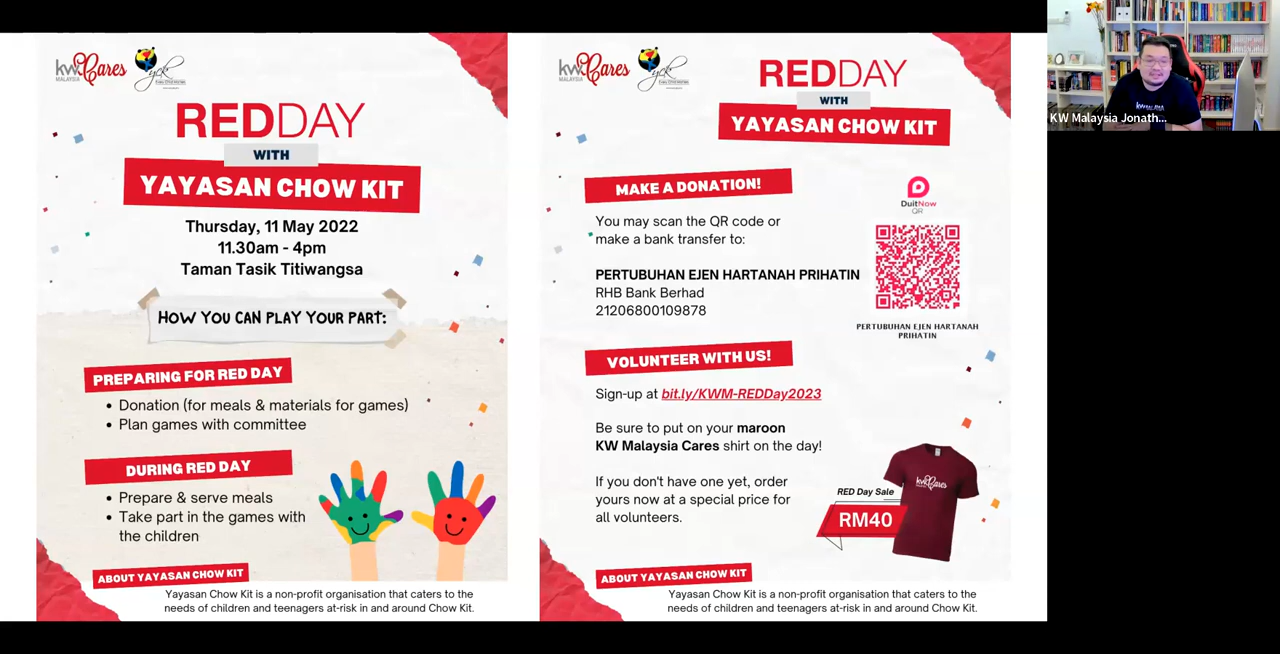 kw Cares
MALAYSIA
yck
REDDAY
WITH
YAYASAN CHOW KIT
Thursday, 11 May 2022
11.30am - 4pm
Taman Tasik Titiwangsa
HOW YOU CAN PLAY YOUR PART:
PREPARING FOR RED DAY
• Donation (for meals & materials for games)
• Plan games with committee
DURING RED DAY
• Prepare & serve meals
• Take part in the games with
the children
ABOUT YAYASAN CHOW KIT
Yayasan Chow Kit is a non-profit organisation that caters to the
needs of children and teenagers at-risk in and around Chow Kit.
kw Cares
MALAYSIA
yck
REDDAY
WITH
YAYASAN CHOW KIT
MAKE A DONATION!
You may scan the QR code or
make a bank transfer to:
PERTUBUHAN EJEN HARTANAH PRIHATIN
RHB Bank Berhad
21206800109878
DuitNow
QR
PERTUBUHAN EJEN HARTANAH
PRIHATIN
VOLUNTEER WITH US!
Sign-up at bit.ly/KWM-REDDay2023
Be sure to put on your maroon
KW Malaysia Cares shirt on the day!
If you don't have one yet, order
yours now at a special price for
all volunteers.
RED Day Sale
RM40
kw Cares
ABOUT YAYASAN CHOW KIT
Yayasan Chow Kit is a non-profit organisation that caters to the
needs of children and teenagers at-risk in and around Chow Kit.
KW Malaysia Jonath...